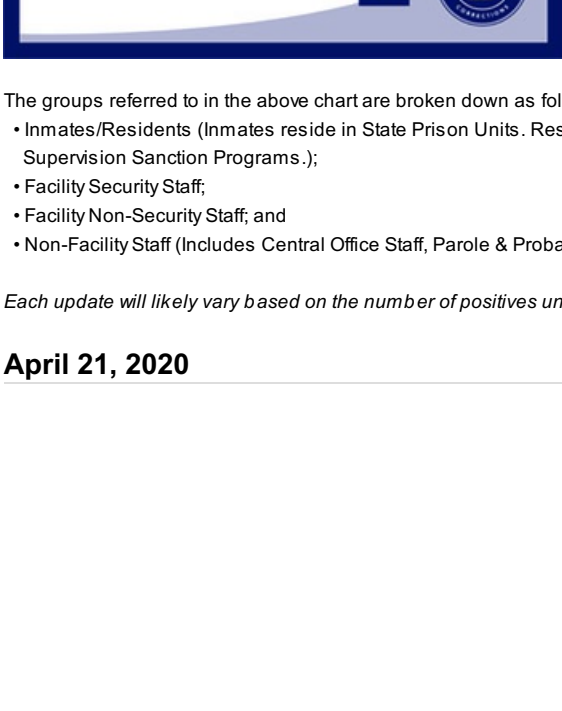 CORRECTIONS
The groups referred to in the above chart are broken down as fol
• Inmates/Residents (Inmates reside in State Prison Units. Res
Supervision Sanction Programs.);
• Facility Security Staff;
• Facility Non-Security Staff; and
• Non-Facility Staff (Includes Central Office Staff, Parole & Proba
Each update will likely vary based on the number of positives un
April 21, 2020